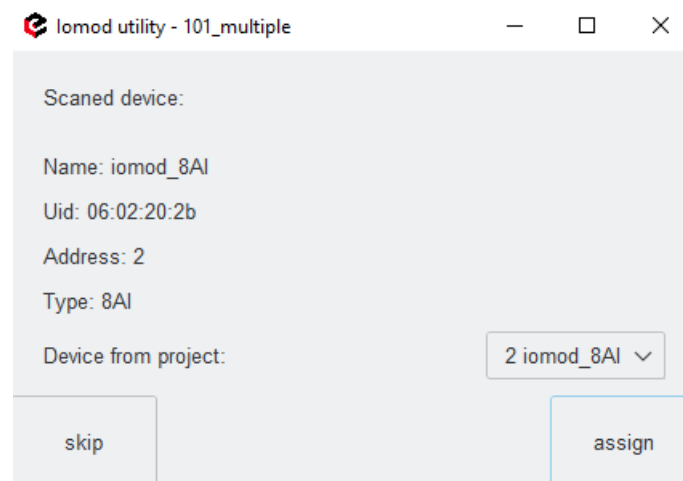 Iomod utility - 101_multiple
Scaned device:
Name: iomod_8AI
Uid: 06:02:20:2b
Address: 2
Type: 8AI
Device from project: 2 iomod_8AI
skip assign